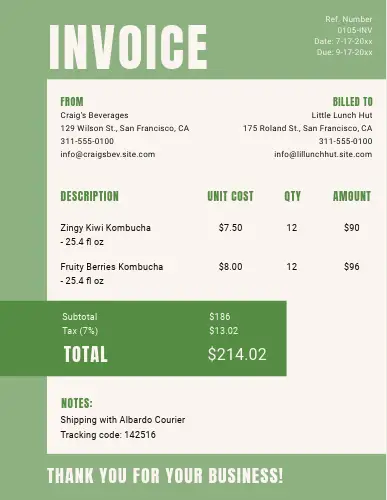 INVOICE
Ref. Number
0105-INV
Date: 7-17-20xx
Due: 9-17-20xx
FROM
Craig's Beverages
129 Wilson St., San Francisco, CA
311-555-0100
info@craigsbev.site.com
BILLED TO
Little Lunch Hut
175 Roland St., San Francisco, CA
311-555-0100
info@lillunchhut.site.com
DESCRIPTION UNIT COST QTY AMOUNT
Zingy Kiwi Kombucha $7.50 12 $90
- 25.4 fl oz
Fruity Berries Kombucha $8.00 12 $96
- 25.4 fl oz
Subtotal $186
Tax (7%) $13.02
TOTAL $214.02
NOTES:
Shipping with Albardo Courier
Tracking code: 142516
THANK YOU FOR YOUR BUSINESS!